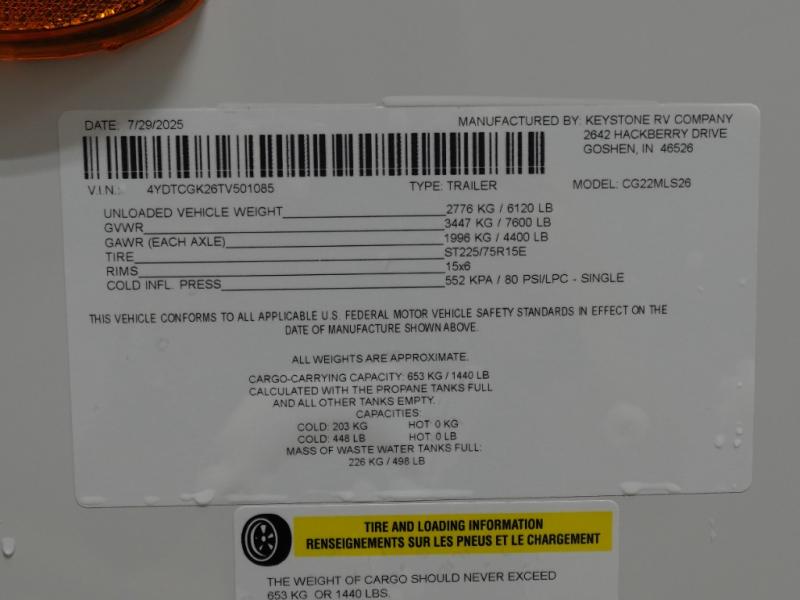 DATE: 7/29/2025
MANUFACTURED BY: KEYSTONE RV COMPANY
2642 HACKBERRY DRIVE
GOSHEN, IN 46526
V.I.N.: 4YDTCGK26TV501085 TYPE: TRAILER MODEL: CG22MLS26
UNLOADED VEHICLE WEIGHT 2776 KG / 6120 LB
GVWR 3447 KG / 7600 LB
GAWR (EACH AXLE) 1996 KG / 4400 LB
TIRE ST225/75R15E
RIMS 15x6
COLD INFL. PRESS 552 KPA / 80 PSI/LPC - SINGLE
THIS VEHICLE CONFORMS TO ALL APPLICABLE U.S. FEDERAL MOTOR VEHICLE SAFETY STANDARDS IN EFFECT ON THE
DATE OF MANUFACTURE SHOWN ABOVE.
ALL WEIGHTS ARE APPROXIMATE.
CARGO-CARRYING CAPACITY: 653 KG / 1440 LB
CALCULATED WITH THE PROPANE TANKS FULL
AND ALL OTHER TANKS EMPTY.
CAPACITIES:
COLD: 203 KG HOT: 0 KG
COLD: 448 LB HOT: 0 LB
MASS OF WASTE WATER TANKS FULL:
226 KG / 498 LB
TIRE AND LOADING INFORMATION
RENSEIGNEMENTS SUR LES PNEUS ET LE CHARGEMENT
THE WEIGHT OF CARGO SHOULD NEVER EXCEED
653 KG OR 1440 LBS.